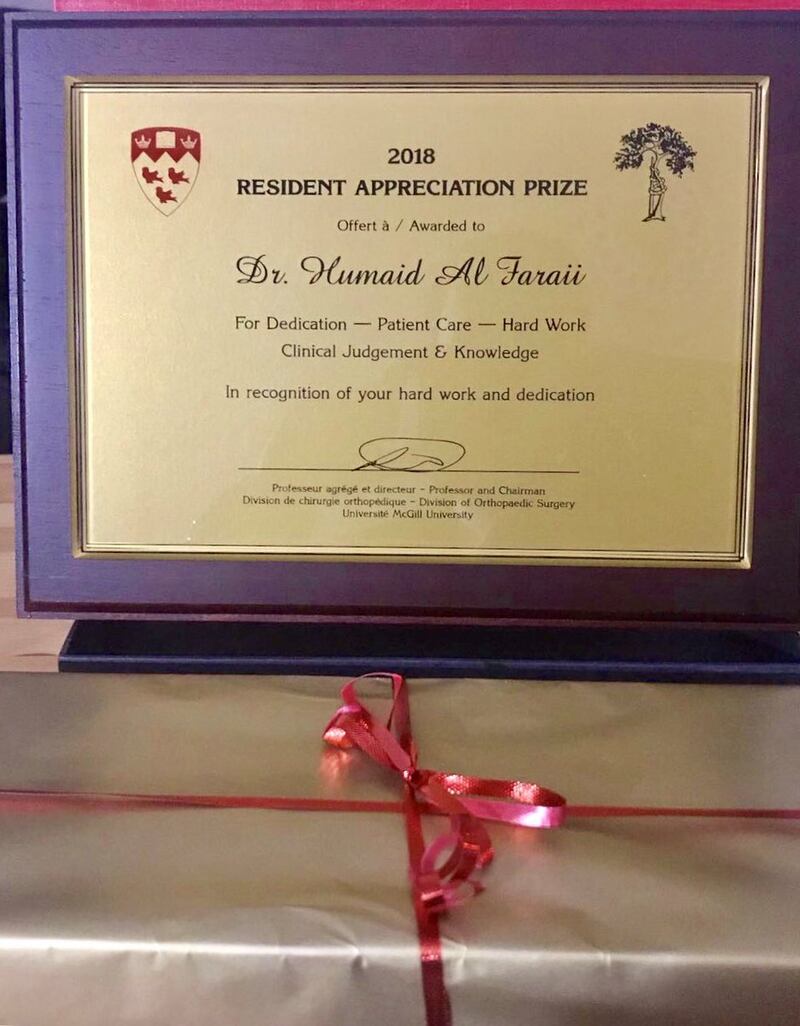 2018
RESIDENT APPRECIATION PRIZE
Offert à / Awarded to
Dr. Humaid Al Faraii
For Dedication — Patient Care — Hard Work
Clinical Judgement & Knowledge
In recognition of your hard work and dedication
Professeur agrégé et directeur - Professor and Chairman
Division de chirurgie orthopédique - Division of Orthopaedic Surgery
Université McGill University